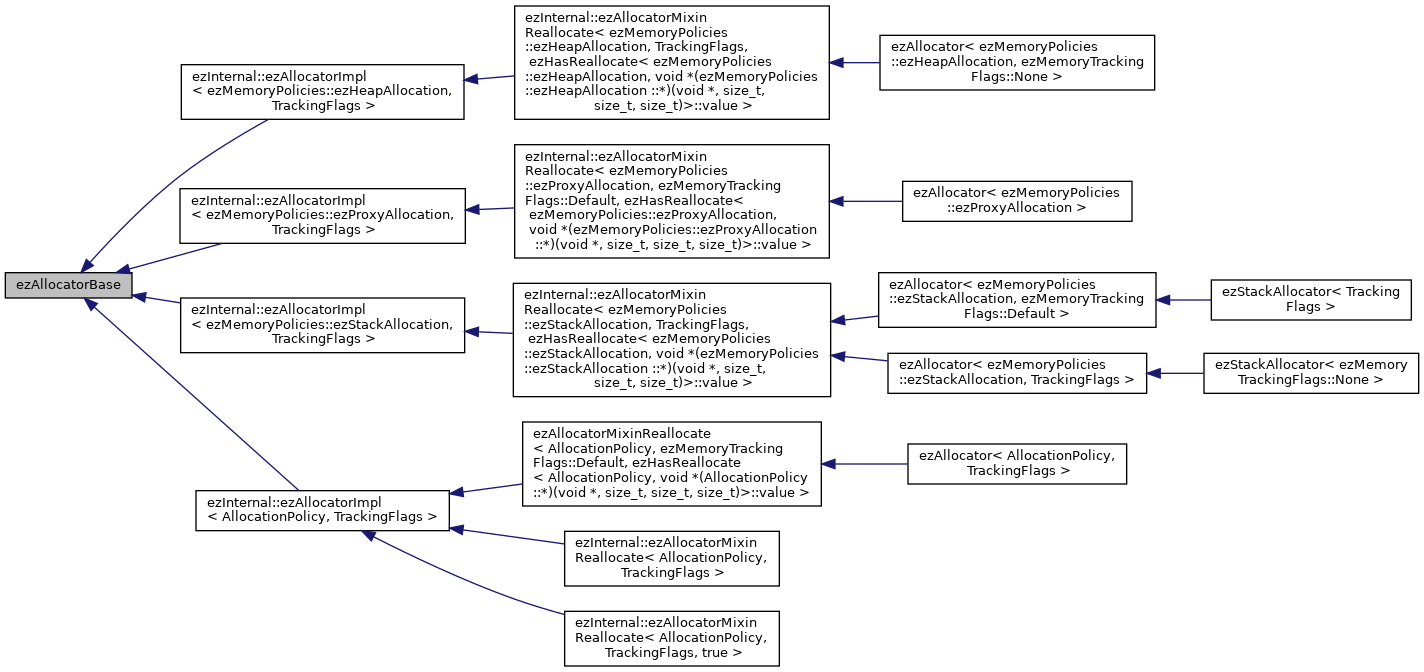 ezAllocatorBase
ezInternal::ezAllocatorImpl
< ezMemoryPolicies::ezHeapAllocation,
TrackingFlags >
ezInternal::ezAllocatorMixin
Reallocate< ezMemoryPolicies
::ezHeapAllocation, TrackingFlags,
ezHasReallocate< ezMemoryPolicies
::ezHeapAllocation, void *(ezMemoryPolicies
::ezHeapAllocation ::*)(void *, size_t,
size_t, size_t)>::value >
ezAllocator< ezMemoryPolicies
::ezHeapAllocation, ezMemoryTracking
Flags::None >
ezInternal::ezAllocatorImpl
< ezMemoryPolicies::ezProxyAllocation,
TrackingFlags >
ezInternal::ezAllocatorMixin
Reallocate< ezMemoryPolicies
::ezProxyAllocation, ezMemoryTracking
Flags::Default, ezHasReallocate<
ezMemoryPolicies::ezProxyAllocation,
void *(ezMemoryPolicies::ezProxyAllocation
::*)(void *, size_t, size_t, size_t)>::value >
ezAllocator< ezMemoryPolicies
::ezProxyAllocation >
ezInternal::ezAllocatorImpl
< ezMemoryPolicies::ezStackAllocation,
TrackingFlags >
ezInternal::ezAllocatorMixin
Reallocate< ezMemoryPolicies
::ezStackAllocation, TrackingFlags,
ezHasReallocate< ezMemoryPolicies
::ezStackAllocation, void *(ezMemoryPolicies
::ezStackAllocation ::*)(void *, size_t,
size_t, size_t)>::value >
ezAllocator< ezMemoryPolicies
::ezStackAllocation, ezMemoryTracking
Flags::Default >
ezStackAllocator< Tracking
Flags >
ezAllocator< ezMemoryPolicies
::ezStackAllocation, TrackingFlags >
ezStackAllocator< ezMemory
TrackingFlags::None >
ezInternal::ezAllocatorImpl
< AllocationPolicy, TrackingFlags >
ezAllocatorMixinReallocate
< AllocationPolicy, ezMemoryTracking
Flags::Default, ezHasReallocate
< AllocationPolicy, void *(AllocationPolicy
::*)(void *, size_t, size_t, size_t)>::value >
ezAllocator< AllocationPolicy,
TrackingFlags >
ezInternal::ezAllocatorMixin
Reallocate< AllocationPolicy,
TrackingFlags >
ezInternal::ezAllocatorMixin
Reallocate< AllocationPolicy,
TrackingFlags, true >